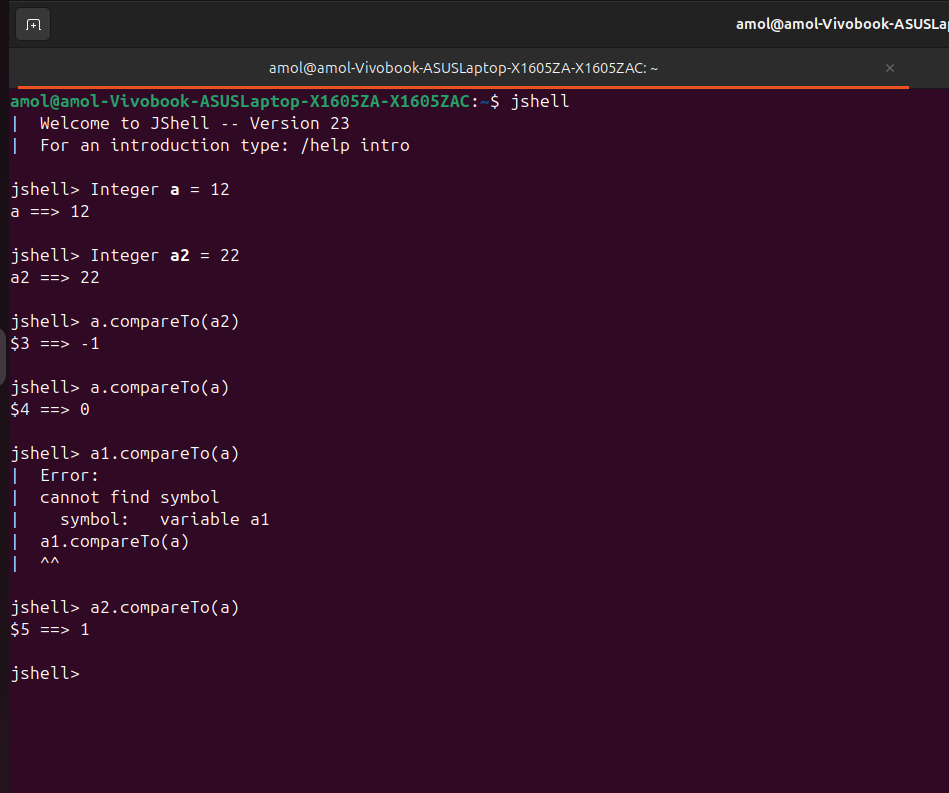 amol@amol-Vivobook-ASUSLap
amol@amol-Vivobook-ASUSLaptop-X1605ZA-X1605ZAC: ~
amol@amol-Vivobook-ASUSLaptop-X1605ZA-X1605ZAC:~$ jshell
|  Welcome to JShell -- Version 23
|  For an introduction type: /help intro

jshell> Integer a = 12
a ==> 12

jshell> Integer a2 = 22
a2 ==> 22

jshell> a.compareTo(a2)
$3 ==> -1

jshell> a.compareTo(a)
$4 ==> 0

jshell> a1.compareTo(a)
|  Error:
|  cannot find symbol
|    symbol:   variable a1
|  a1.compareTo(a)
|  ^^

jshell> a2.compareTo(a)
$5 ==> 1

jshell>